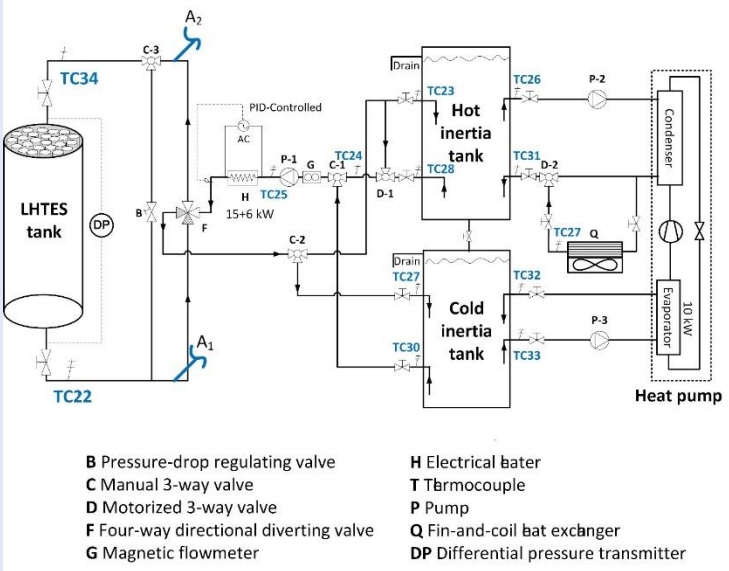 A2
C-3
TC34
PID-Controlled
AC
H
15+6 kW
P-1
G
C-1
TC24
TC25
D-1
Drain
TC23
TC28
Hot
inertia
tank
TC26
P-2
TC31
D-2
Condenser
TC27
Q
LHTES
tank
DP
B
F
C-2
Drain
TC27
TC30
Cold
inertia
tank
TC32
P-3
TC33
Evaporator
10 kW
Heat pump
A1
TC22
B Pressure-drop regulating valve
C Manual 3-way valve
D Motorized 3-way valve
F Four-way directional diverting valve
G Magnetic flowmeter
H Electrical heater
T Thermocouple
P Pump
Q Fin-and-coil heat exchanger
DP Differential pressure transmitter